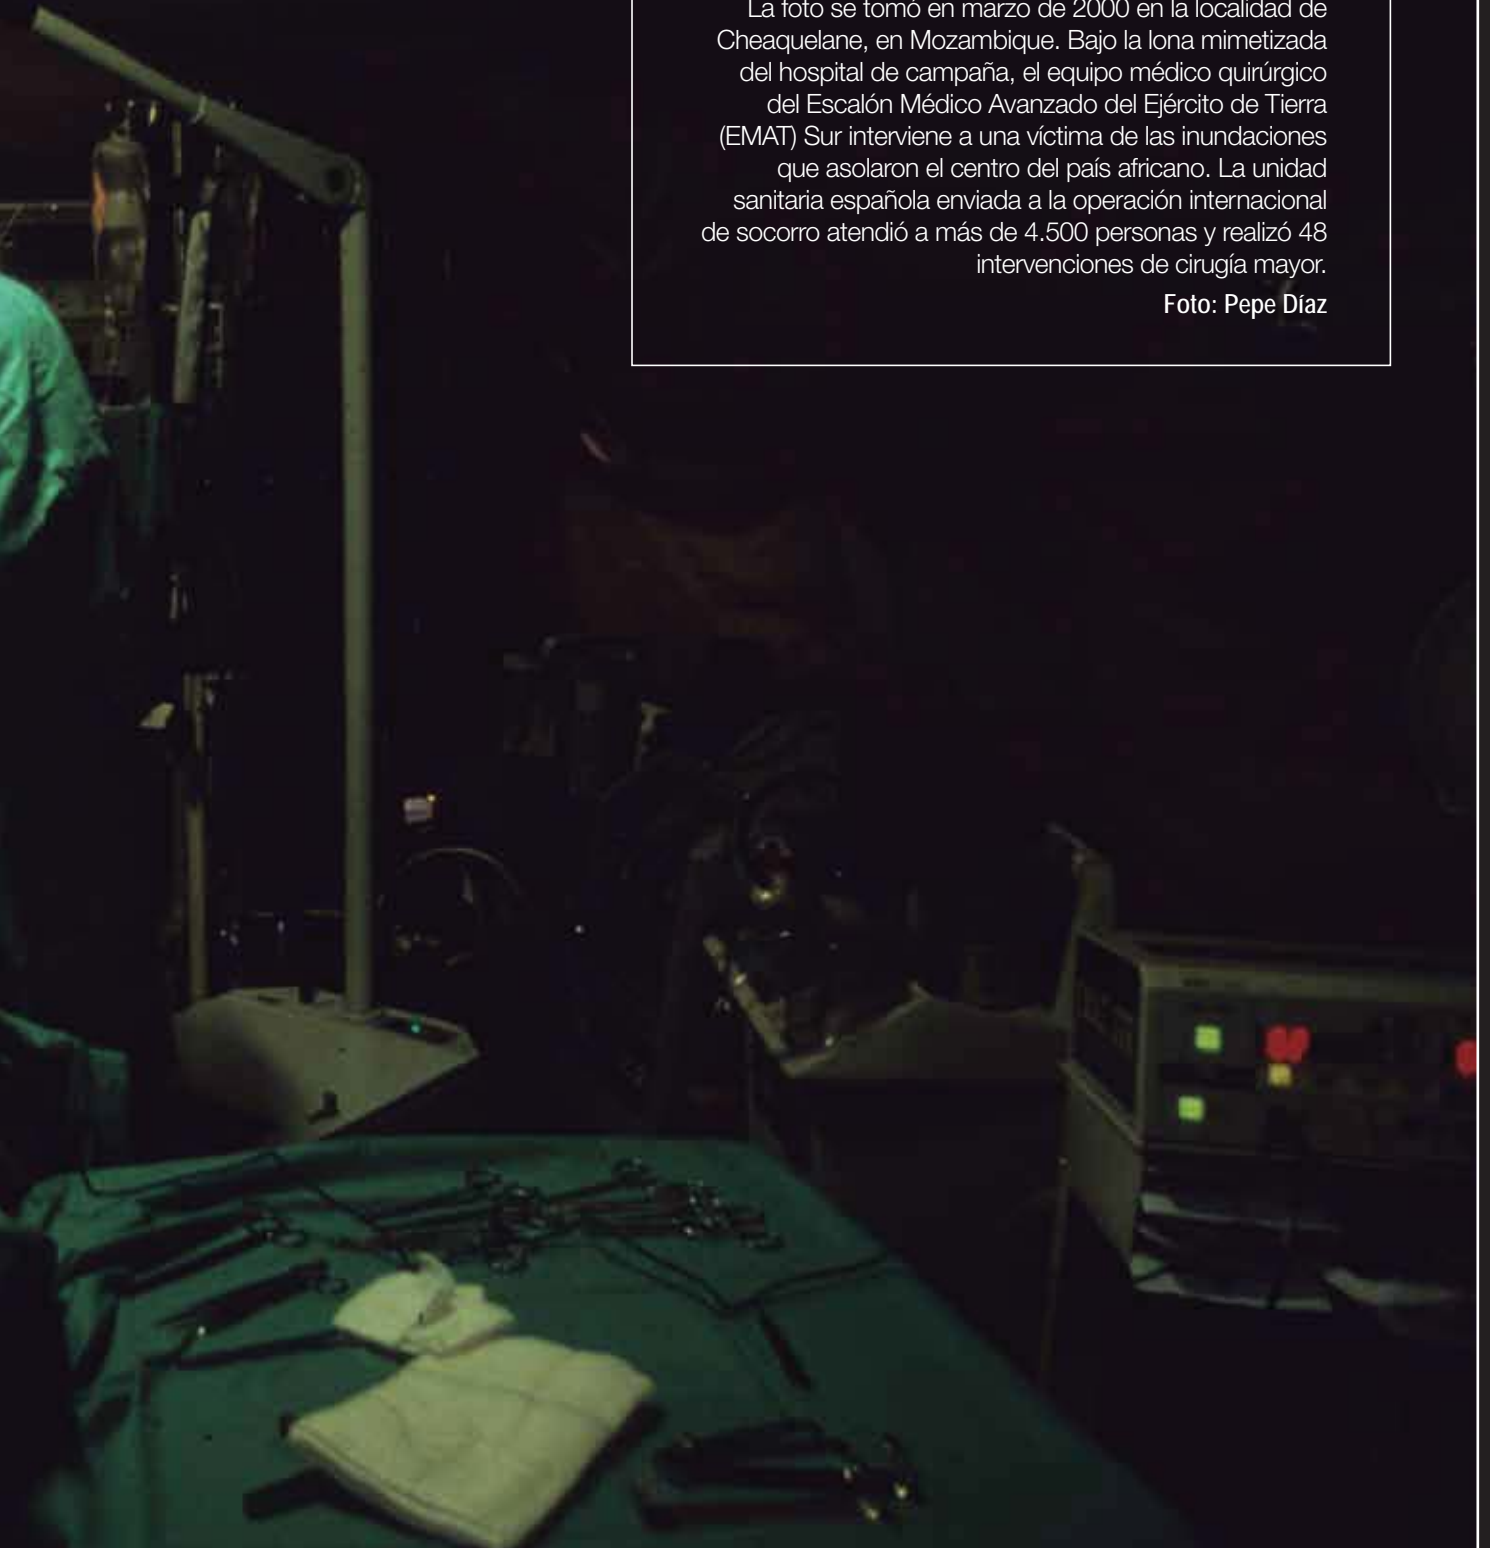 La foto se tomó en marzo de 2000 en la localidad de
Cheaquelane, en Mozambique. Bajo la lona mimetizada
del hospital de campaña, el equipo médico quirúrgico
del Escalón Médico Avanzado del Ejército de Tierra
(EMAT) Sur interviene a una víctima de las inundaciones
que asolaron el centro del país africano. La unidad
sanitaria española enviada a la operación internacional
de socorro atendió a más de 4.500 personas y realizó 48
intervenciones de cirugía mayor.
Foto: Pepe Díaz